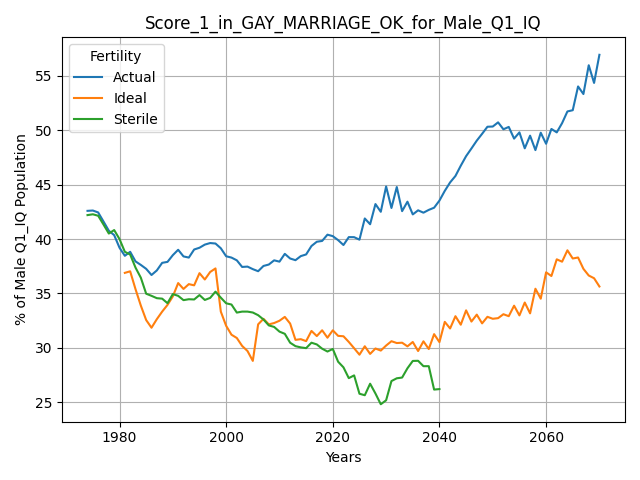 Score_1_in_GAY_MARRIAGE_OK_for_Male_Q1_IQ
Fertility
Actual
Ideal
Sterile
% of Male Q1_IQ Population
55
50
45
40
35
30
25
1980
2000
2020
2040
2060
Years